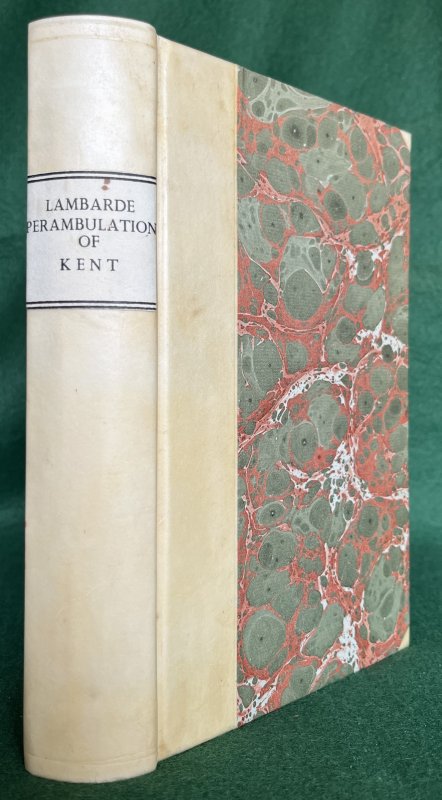 LAMBARDE
PERAMBULATION
OF
KENT